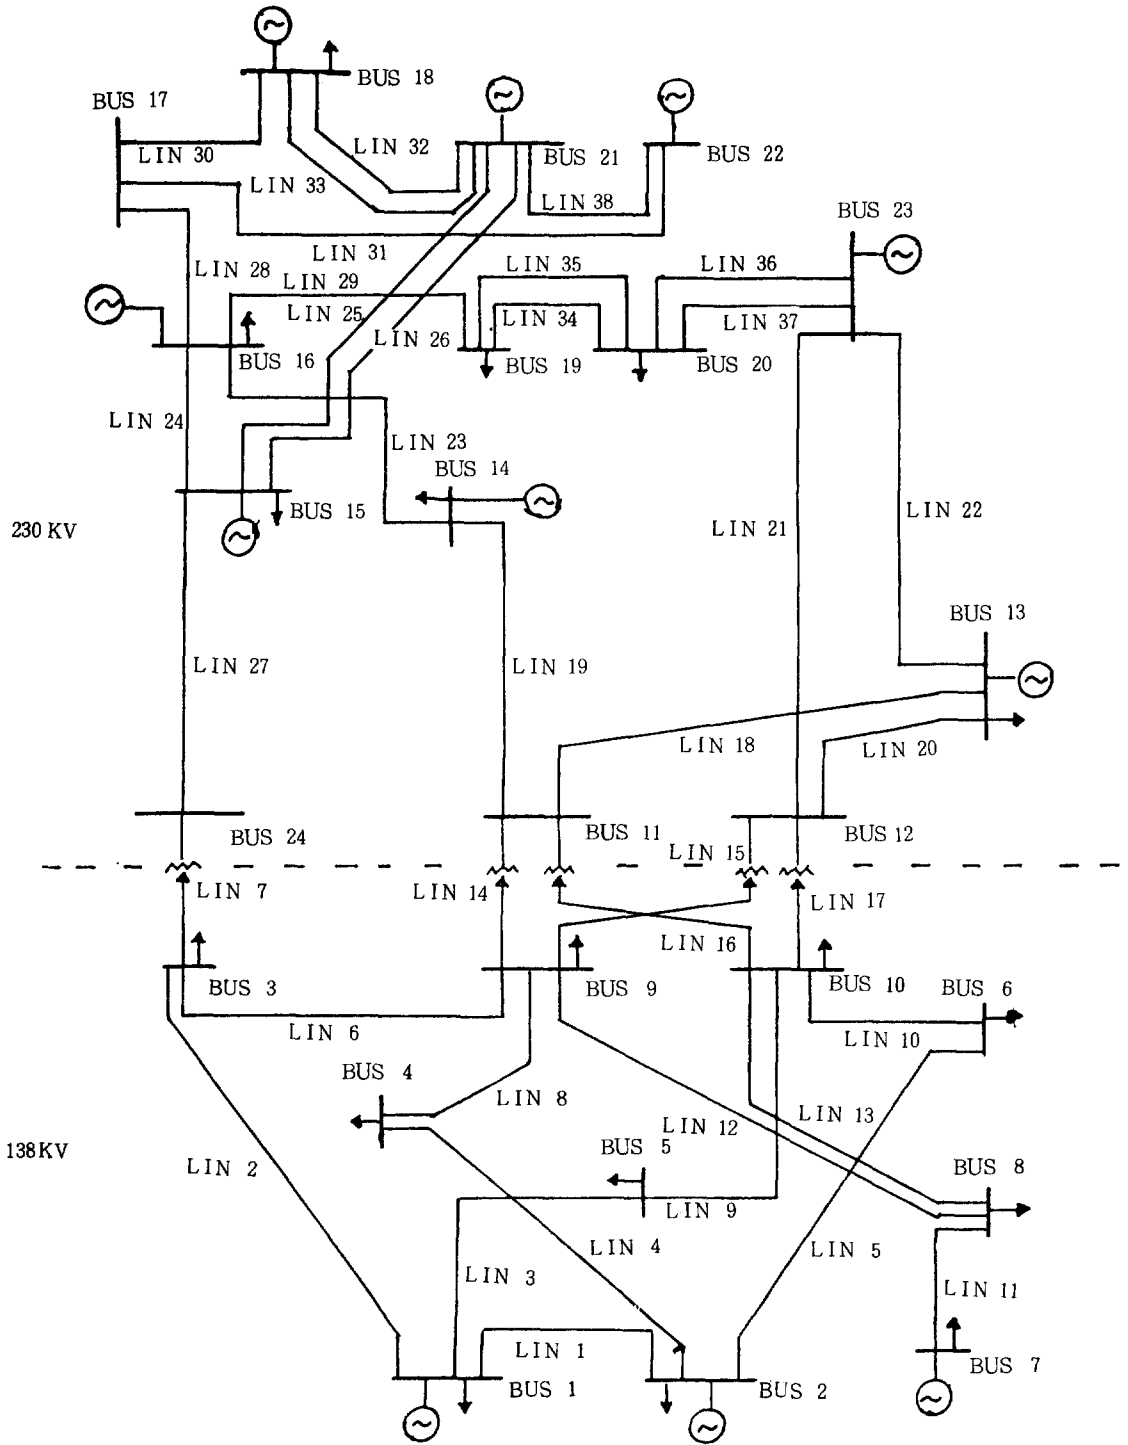 BUS 18
BUS 17
LIN 32
BUS 21
BUS 22
LIN 30
LIN 33
LIN 38
BUS 23
LIN 31
LIN 28
LIN 35
LIN 36
LIN 29
LIN 25
LIN 34
LIN 37
LIN 26
BUS 16
BUS 19
BUS 20
LIN 24
LIN 23
BUS 14
BUS 15
LIN 22
230 KV
LIN 21
BUS 13
LIN 27
LIN 19
LIN 18
LIN 20
BUS 24
BUS 11
BUS 12
LIN 15
LIN 7
LIN 14
LIN 17
LIN 16
BUS 3
BUS 9
BUS 10
BUS 6
LIN 6
LIN 10
BUS 4
LIN 8
LIN 13
LIN 12
138 KV
BUS 5
LIN 2
BUS 8
LIN 9
LIN 4
LIN 5
LIN 3
LIN 11
LIN 1
BUS 7
BUS 1
BUS 2